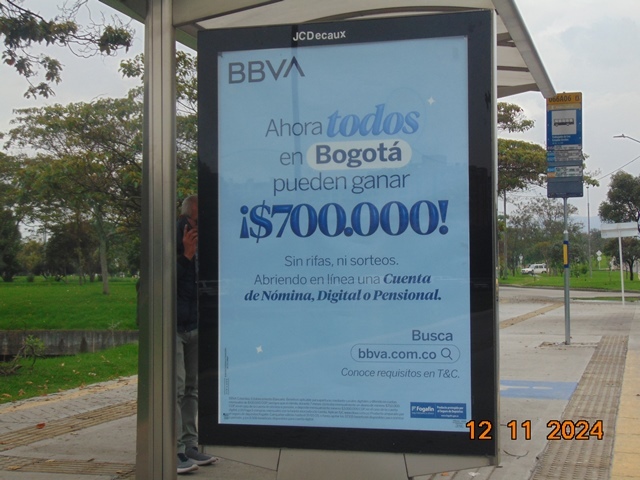 JCDecaux
BBVA
Ahora todos
en Bogotá
pueden ganar
¡$700.000!
Sin rifas, ni sorteos.
Abriendo en línea una Cuenta
de Nómina, Digital o Pensional.
Busca
bbva.com.co
Conoce requisitos en T&C.
Fogafín
12 11 2024